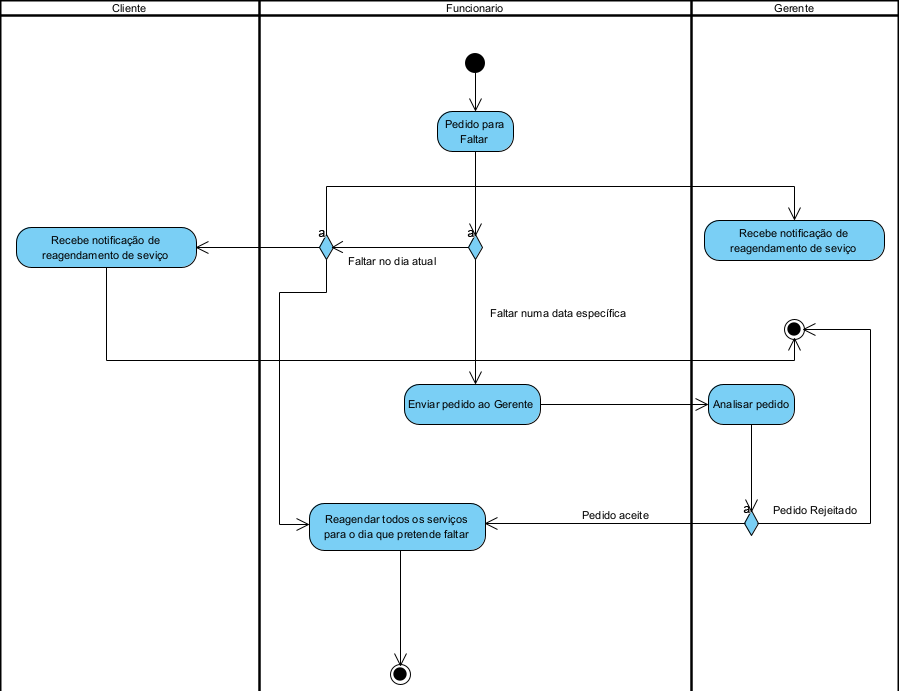 Cliente
Funcionario
Gerente
Pedido para
Faltar
a
a
Recebe notificação de
reagendamento de seviço
Recebe notificação de
reagendamento de seviço
Faltar no dia atual
Faltar numa data específica
Enviar pedido ao Gerente
Analisar pedido
a
Pedido Rejeitado
Pedido aceite
Reagendar todos os serviços
para o dia que pretende faltar